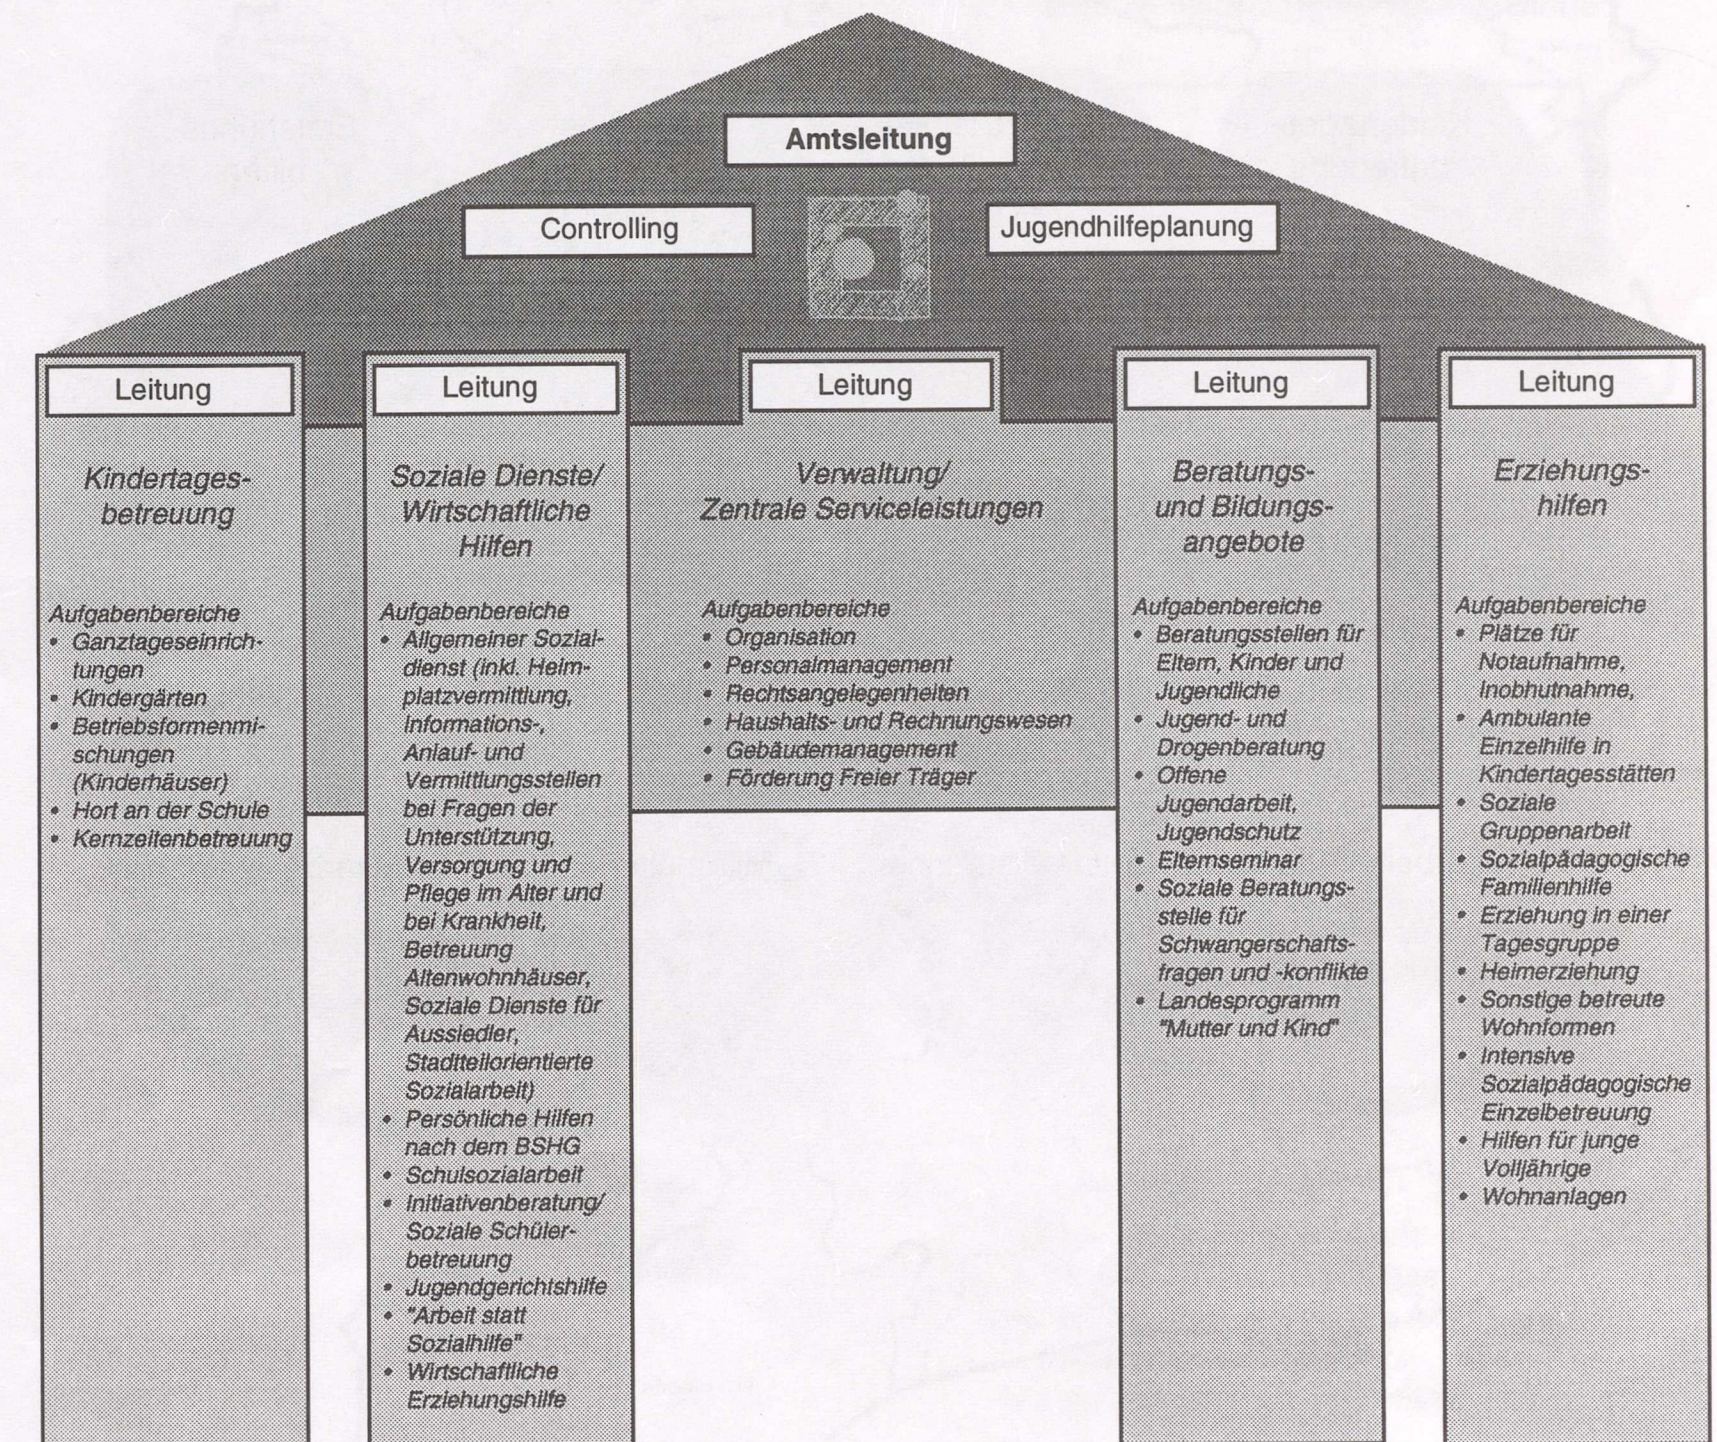 Amtsleitung
Controlling
Jugendhilfeplanung
Leitung
Kindertages-
betreuung
Aufgabenbereiche
• Ganztageseinrich-
tungen
• Kindergärten
• Betriebsformenmi-
schungen
(Kinderhäuser)
• Hort an der Schule
• Kernzeitenbetreuung
Leitung
Soziale Dienste/
Wirtschaftliche
Hilfen
Aufgabenbereiche
• Allgemeiner Sozial-
dienst (inkl. Heim-
platzvermittlung,
Informations-,
Anlauf- und
Vermittlungsstellen
bei Fragen der
Unterstützung,
Versorgung und
Pflege im Alter und
bei Krankheit,
Betreuung
Altenwohnhäuser,
Soziale Dienste für
Aussiedler,
Stadtteilorientierte
Sozialarbeit)
• Persönliche Hilfen
nach dem BSHG
• Schulsozialarbeit
• Initiativenberatung/
Soziale Schüler-
betreuung
• Jugendgerichtshilfe
• "Arbeit statt
Sozialhilfe"
• Wirtschaftliche
Erziehungshilfe
Leitung
Verwaltung/
Zentrale Serviceleistungen
Aufgabenbereiche
• Organisation
• Personalmanagement
• Rechtsangelegenheiten
• Haushalts- und Rechnungswesen
• Gebäudemanagement
• Förderung Freier Träger
Leitung
Beratungs-
und Bildungs-
angebote
Aufgabenbereiche
• Beratungsstellen für
Eltern, Kinder und
Jugendliche
• Jugend- und
Drogenberatung
• Offene
Jugendarbeit,
Jugendschutz
• Elternseminar
• Soziale Beratungs-
stelle für
Schwangerschafts-
fragen und -konflikte
• Landesprogramm
"Mutter und Kind"
Leitung
Erziehungs-
hilfen
Aufgabenbereiche
• Plätze für
Notaufnahme,
Inobhutnahme,
• Ambulante
Einzelhilfe in
Kindertagesstätten
• Soziale
Gruppenarbeit
• Sozialpädagogische
Familienhilfe
• Erziehung in einer
Tagesgruppe
• Heimerziehung
• Sonstige betreute
Wohnformen
• Intensive
Sozialpädagogische
Einzelbetreuung
• Hilfen für junge
Volljährige
• Wohnanlagen